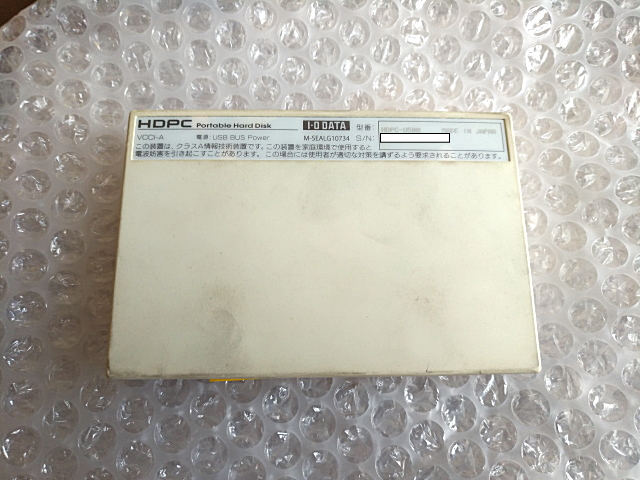 HDPC Portable Hard Disk I-O DATA 型番: MADE IN JAPAN
VCCI-A 電源: USB BUS Power M-SEALG10734 S/N:
この装置は、クラスA情報技術装置です。この装置を家庭環境で使用すると
電波妨害を引き起こすことがあります。この場合には使用者が適切な対策を講ずるよう要求されることがあります。